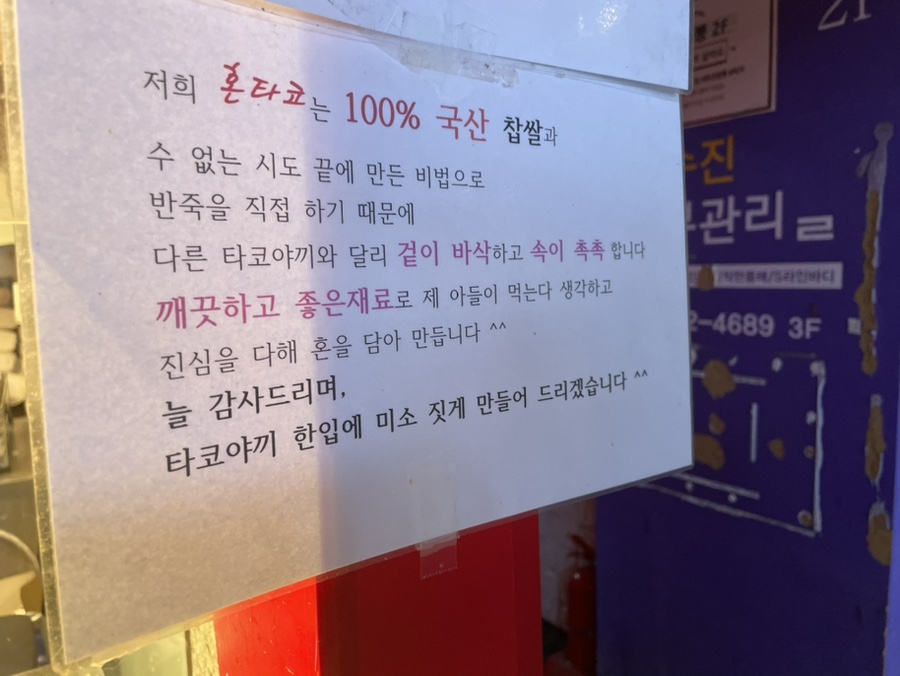 저희 혼타코는 100% 국산 찹쌀과
수 없는 시도 끝에 만든 비법으로
반죽을 직접 하기 때문에
다른 타코야끼와 달리 겉이 바삭하고 속이 촉촉 합니다
깨끗하고 좋은재료로 제 아들이 먹는다 생각하고
진심을 다해 혼을 담아 만듭니다 ^^
늘 감사드리며,
타코야끼 한입에 미소 짓게 만들어 드리겠습니다 ^^
2F
진
관리
-4689 3F